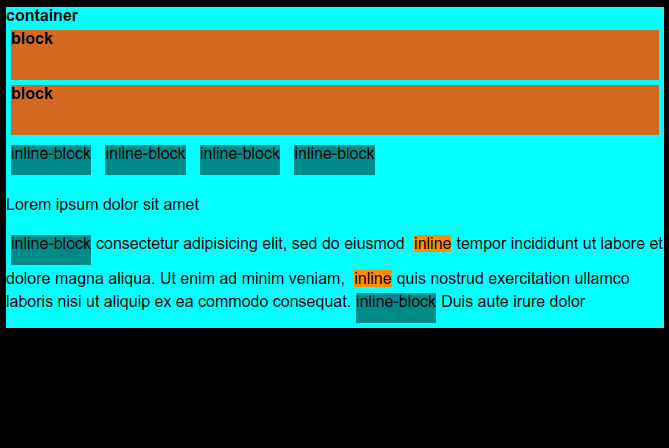 container
block
block
inline-block inline-block inline-block inline-block
Lorem ipsum dolor sit amet
inline-block consectetur adipisicing elit, sed do eiusmod inline tempor incididunt ut labore et
dolore magna aliqua. Ut enim ad minim veniam, inline quis nostrud exercitation ullamco
laboris nisi ut aliquip ex ea commodo consequat. inline-block Duis aute irure dolor